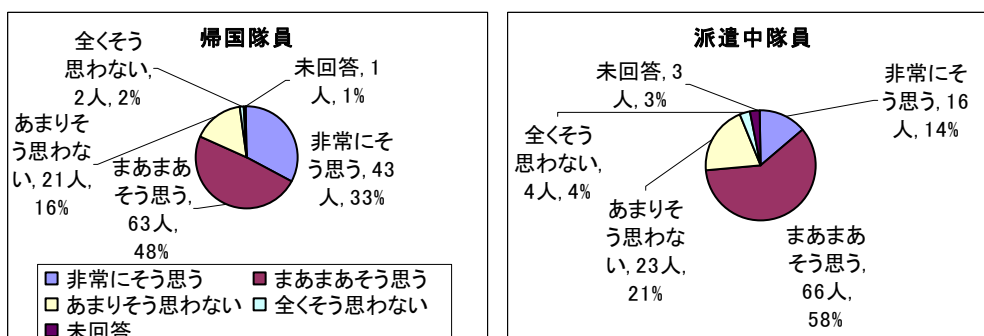 帰国隊員
全くそう
思わない,
2人, 2%
未回答, 1
人, 1%
あまりそ
う思わな
い, 21人,
16%
まあまあ
そう思う,
63人,
48%
非常にそ
う思う, 43
人, 33%
非常にそう思う
まあまあそう思う
あまりそう思わない
全くそう思わない
未回答
派遣中隊員
未回答, 3
人, 3%
非常にそ
う思う, 16
人, 14%
全くそう
思わない,
4人, 4%
あまりそ
う思わな
い, 23人,
21%
まあまあ
そう思う,
66人,
58%